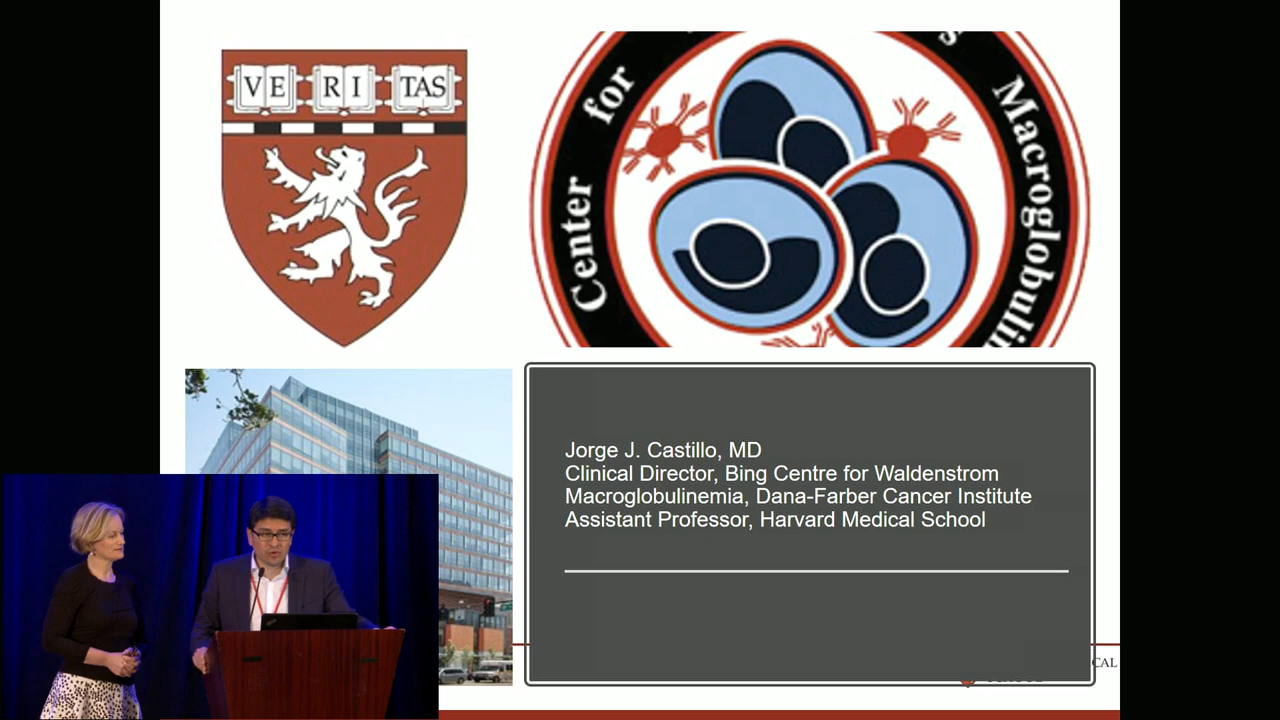 VE RI TAS
Center for
Macroglobulin
Jorge J. Castillo, MD
Clinical Director, Bing Centre for Waldenstrom
Macroglobulinemia, Dana-Farber Cancer Institute
Assistant Professor, Harvard Medical School
CAL